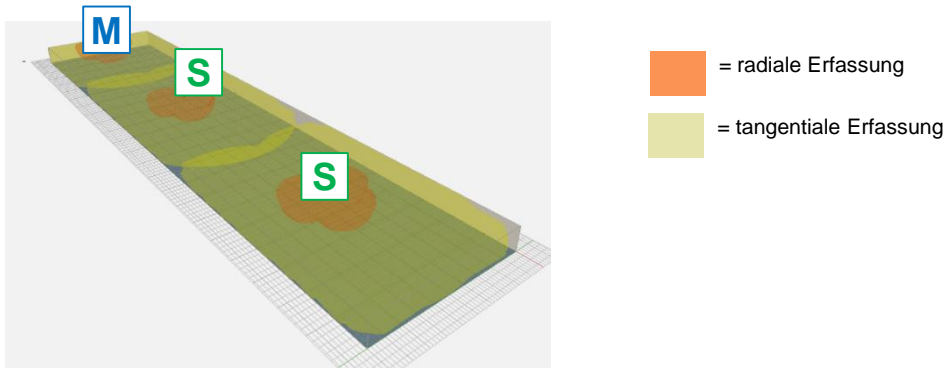 M
S
S
= radiale Erfassung
= tangentiale Erfassung